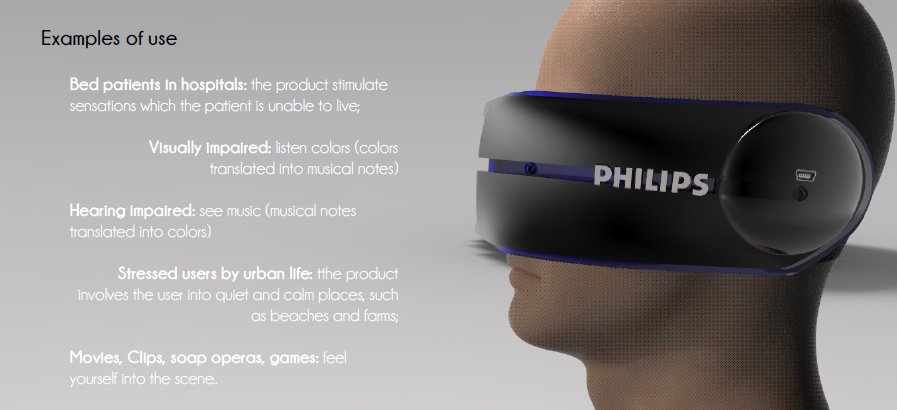 Examples of use
Bed patients in hospitals: the product stimulate
sensations which the patient is unable to live;
Visually impaired: listen colors (colors
translated into musical notes)
Hearing impaired: see music (musical notes
translated into colors)
Stressed users by urban life: tthe product
involves the user into quiet and calm places, such
as beaches and farms;
Movies, Clips, soap operas, games: feel
yourself into the scene..
PHILIPS